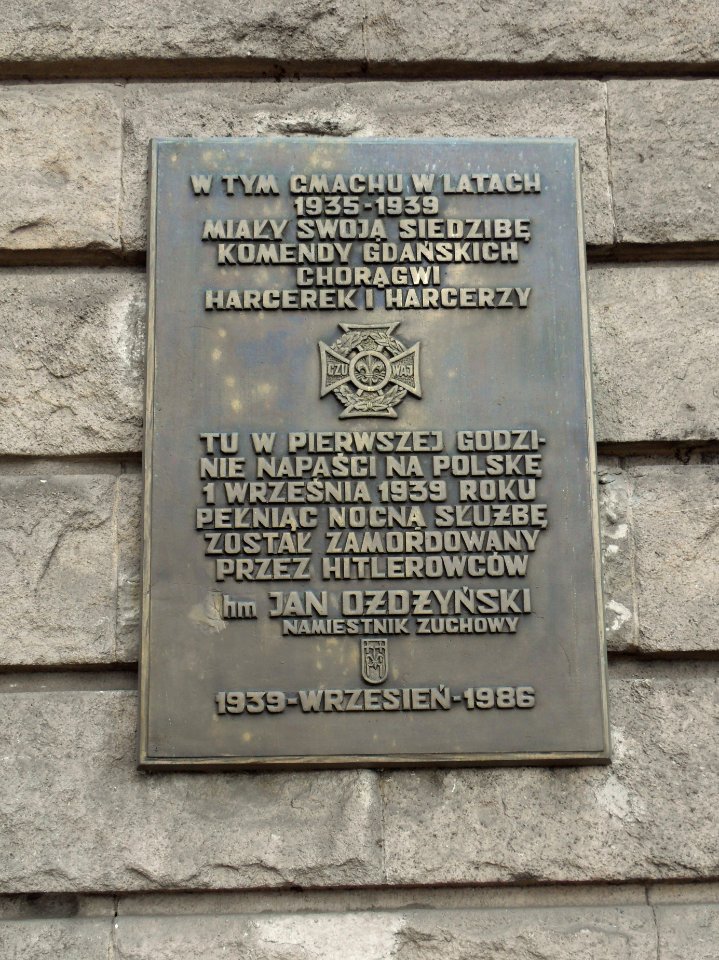 W TYM GMACHU W LATACH
1935-1939
MIAŁY SWOJĄ SIEDZIBĘ
KOMENDY GDAŃSKICH
CHORĄGWI
HARCEREK I HARCERZY
CZU WAJ
TU W PIERWSZEJ GODZI-
NIE NAPAŚCI NA POLSKĘ
1 WRZEŚNIA 1939 ROKU
PEŁNIĄC NOCNĄ SŁUŻBĘ
ZOSTAŁ ZAMORDOWANY
PRZEZ HITLEROWCÓW
hm JAN OŻDŻYŃSKI
NAMIESTNIK ZUCHOWY
1939-WRZESIEŃ-1986